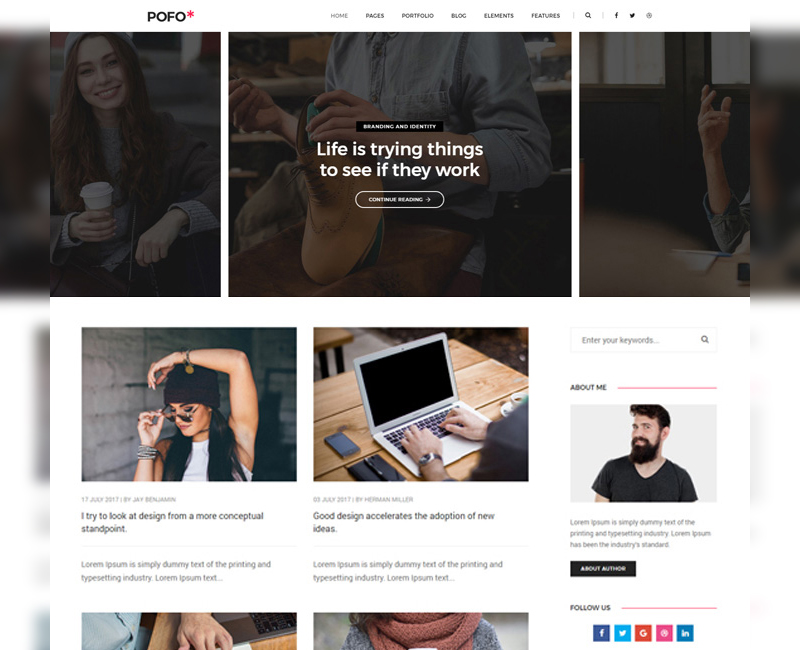 POFO*
HOME PAGES PORTFOLIO BLOG ELEMENTS FEATURES
BRANDING AND IDENTITY
Life is trying things
to see if they work
CONTINUE READING →
17 JULY 2017 | BY JAY BENJAMIN
I try to look at design from a more conceptual
standpoint.
Lorem Ipsum is simply dummy text of the printing and
typesetting industry. Lorem Ipsum text...
03 JULY 2017 | BY HERMAN MILLER
Good design accelerates the adoption of new
ideas.
Lorem Ipsum is simply dummy text of the printing and
typesetting industry. Lorem Ipsum text...
Enter your keywords...
ABOUT ME
Lorem Ipsum is simply dummy text of the
printing and typesetting industry. Lorem Ipsum
has been the industry's standard.
ABOUT AUTHOR
FOLLOW US